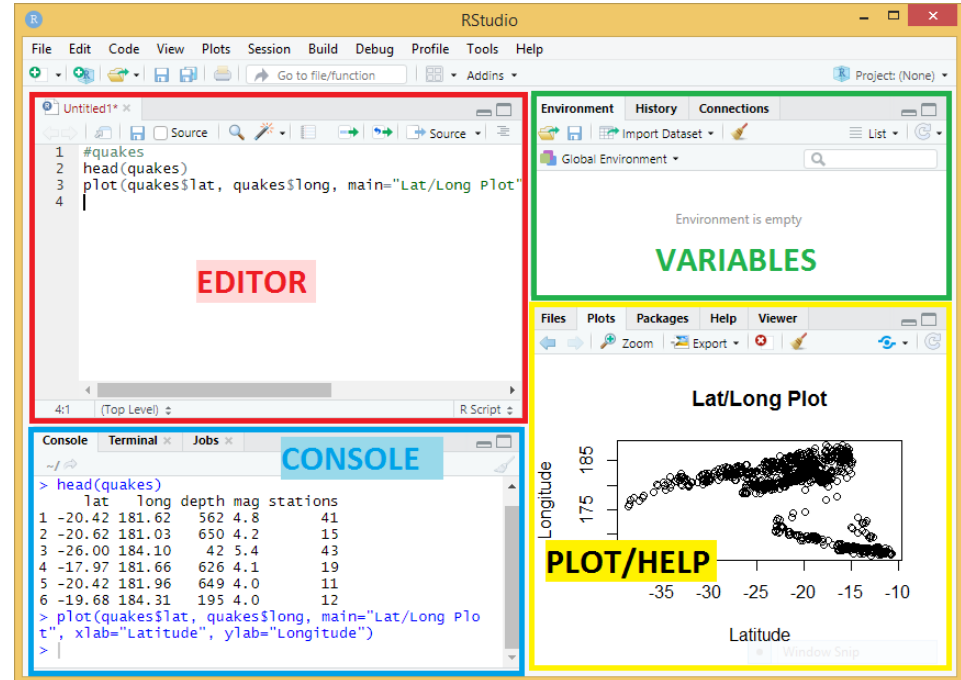 RStudio
File Edit Code View Plots Session Build Debug Profile Tools Help
Go to file/function Addins Project: (None)
Untitled1*
Source Source
1 #quakes
2 head(quakes)
3 plot(quakes$lat, quakes$long, main="Lat/Long Plot"
4
EDITOR
4:1 (Top Level) R Script
Console Terminal Jobs
CONSOLE
~/
> head(quakes)
lat long depth mag stations
1 -20.42 181.62 562 4.8 41
2 -20.62 181.03 650 4.2 15
3 -26.00 184.10 42 5.4 43
4 -17.97 181.66 626 4.1 19
5 -20.42 181.96 649 4.0 11
6 -19.68 184.31 195 4.0 12
> plot(quakes$lat, quakes$long, main="Lat/Long Plo
t", xlab="Latitude", ylab="Longitude")
>
Environment History Connections
Import Dataset List
Global Environment
Environment is empty
VARIABLES
Files Plots Packages Help Viewer
Zoom Export
Lat/Long Plot
185
175
Longitude
PLOT/HELP
-35 -30 -25 -20 -15 -10
Latitude
Window Snip